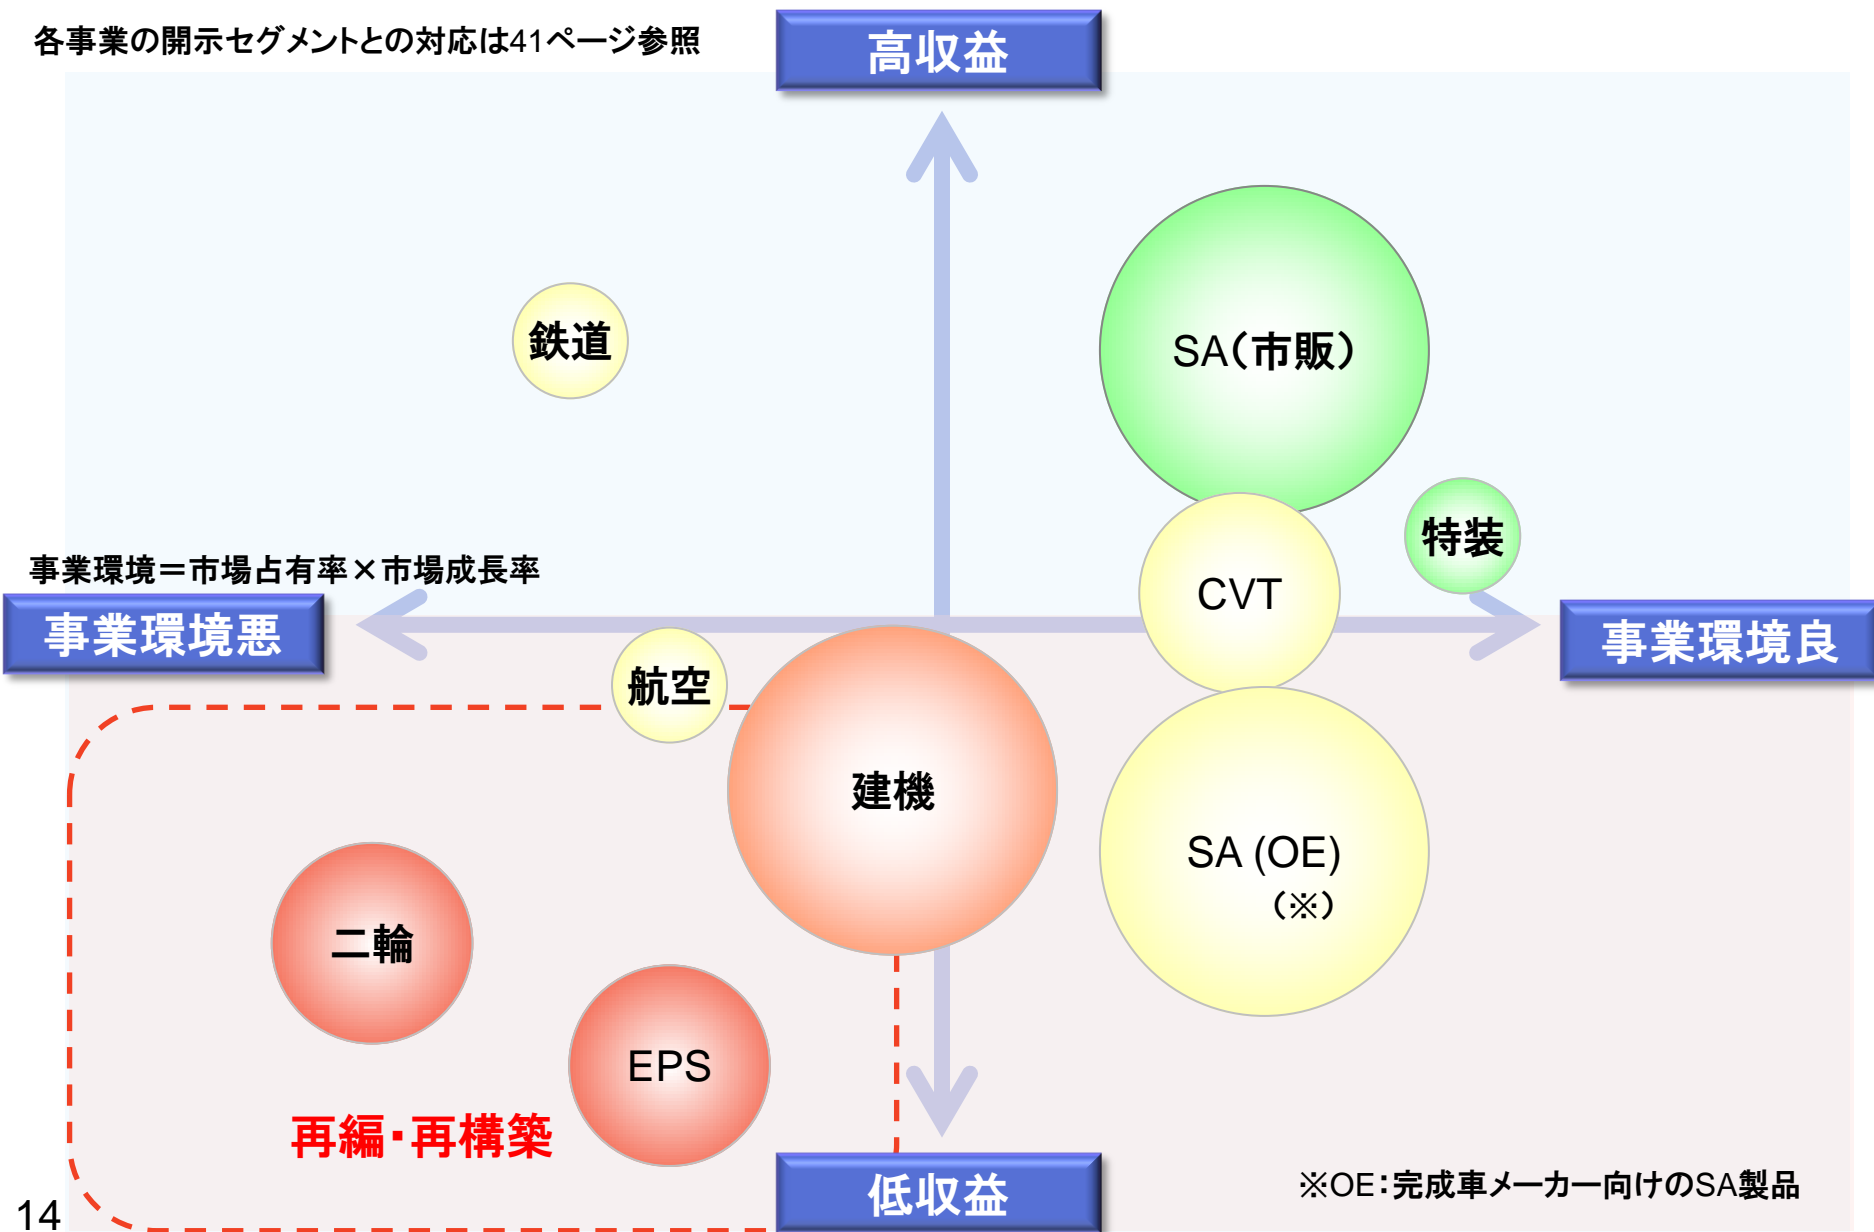 各事業の開示セグメントとの対応は41ページ参照
高収益
鉄道
SA(市販)
特装
事業環境=市場占有率×市場成長率
CVT
事業環境悪
事業環境良
航空
建機
SA (OE)
(※)
二輪
EPS
再編・再構築
低収益
※OE:完成車メーカー向けのSA製品
14